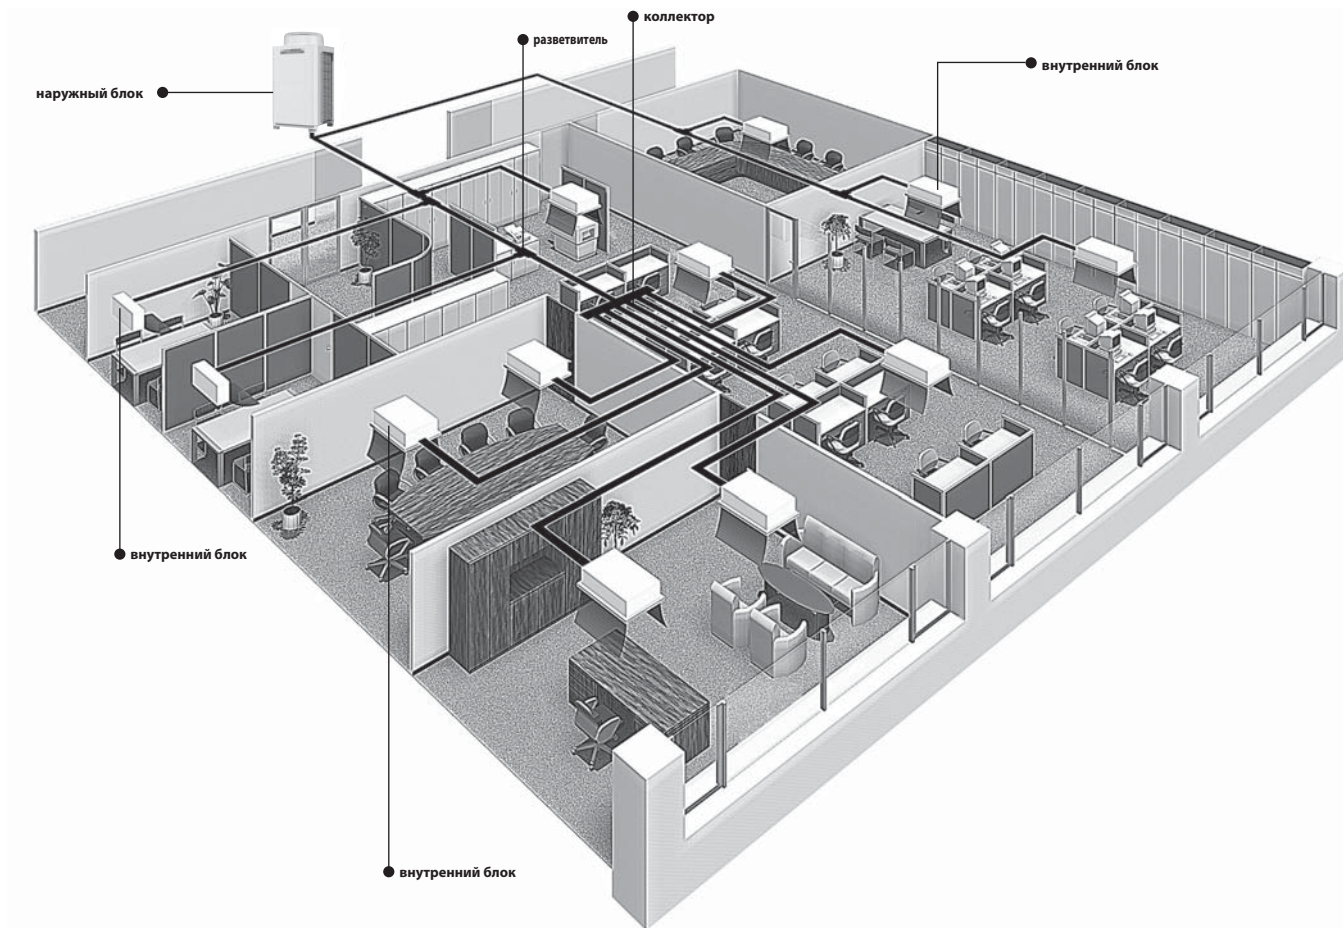 коллектор
разветвитель
внутренний блок
наружный блок
внутренний блок
внутренний блок